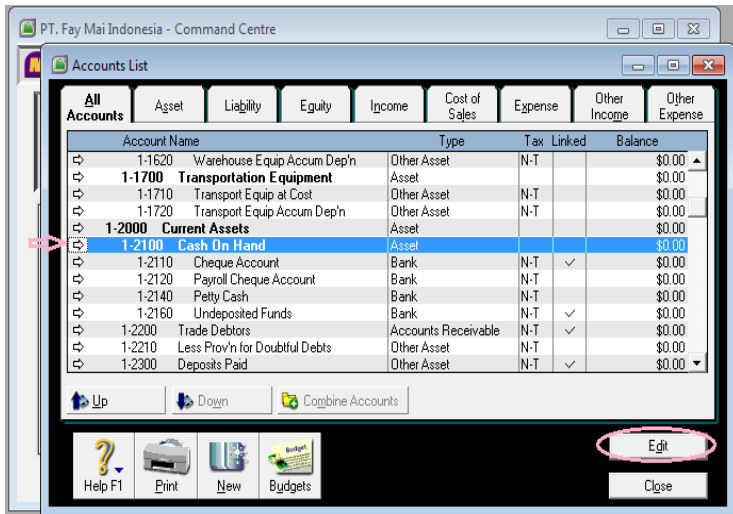 PT. Fay Mai Indonesia - Command Centre
Accounts List
All Accounts Asset Liability Equity Income Cost of Sales Expense Other Income Other Expense
Account Name Type Tax Linked Balance
1-1620 Warehouse Equip Accum Dep'n Other Asset N-T $0.00
1-1700 Transportation Equipment Asset $0.00
1-1710 Transport Equip at Cost Other Asset N-T $0.00
1-1720 Transport Equip Accum Dep'n Other Asset N-T $0.00
1-2000 Current Assets Asset $0.00
1-2100 Cash On Hand Asset $0.00
1-2110 Cheque Account Bank N-T ✓ $0.00
1-2120 Payroll Cheque Account Bank N-T $0.00
1-2140 Petty Cash Bank N-T $0.00
1-2160 Undeposited Funds Bank N-T ✓ $0.00
1-2200 Trade Debtors Accounts Receivable N-T ✓ $0.00
1-2210 Less Prov'n for Doubtful Debts Other Asset N-T $0.00
1-2300 Deposits Paid Other Asset N-T ✓ $0.00
Up Down Combine Accounts
Budget
Edit
Help F1 Print New Budgets Close